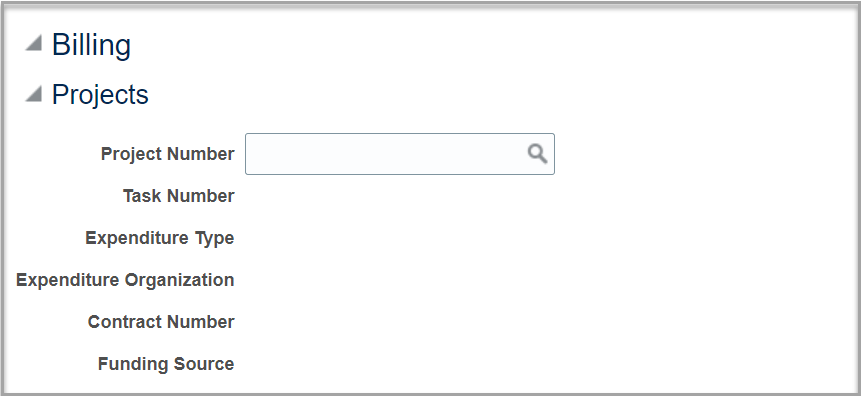 Billing
Projects
Project Number
Task Number
Expenditure Type
Expenditure Organization
Contract Number
Funding Source